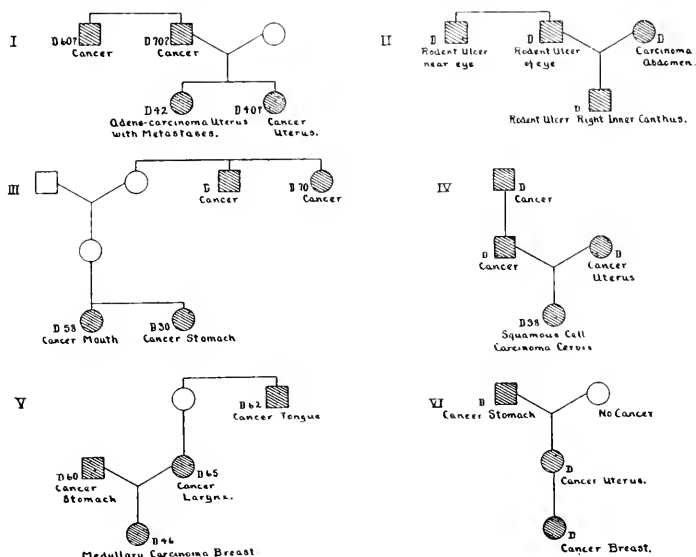 I
D 60?
Cancer
D 70?
Cancer
D 42
Adeno-carcinoma Uterus
with Metastases.
D 40?
Cancer
Uterus.
II
D
Rodent Ulcer
near eye
D
Rodent Ulcer
of eye
D
Carcinoma
Abdomen.
D
Rodent Ulcer Right Inner Canthus.
III
D
Cancer
D 70
Cancer
D 58
Cancer Mouth
D 30
Cancer Stomach
IV
D
Cancer
D
Cancer
D
Cancer
Uterus
D 38
Squamous Cell
Carcinoma Cervix
V
D 62
Cancer Tongue
D 60
Cancer
Stomach
D 65
Cancer
Larynx.
D 46
Medullary Carcinoma Breast
VI
D
Cancer Stomach
No Cancer
D
Cancer Uterus.
D
Cancer Breast.